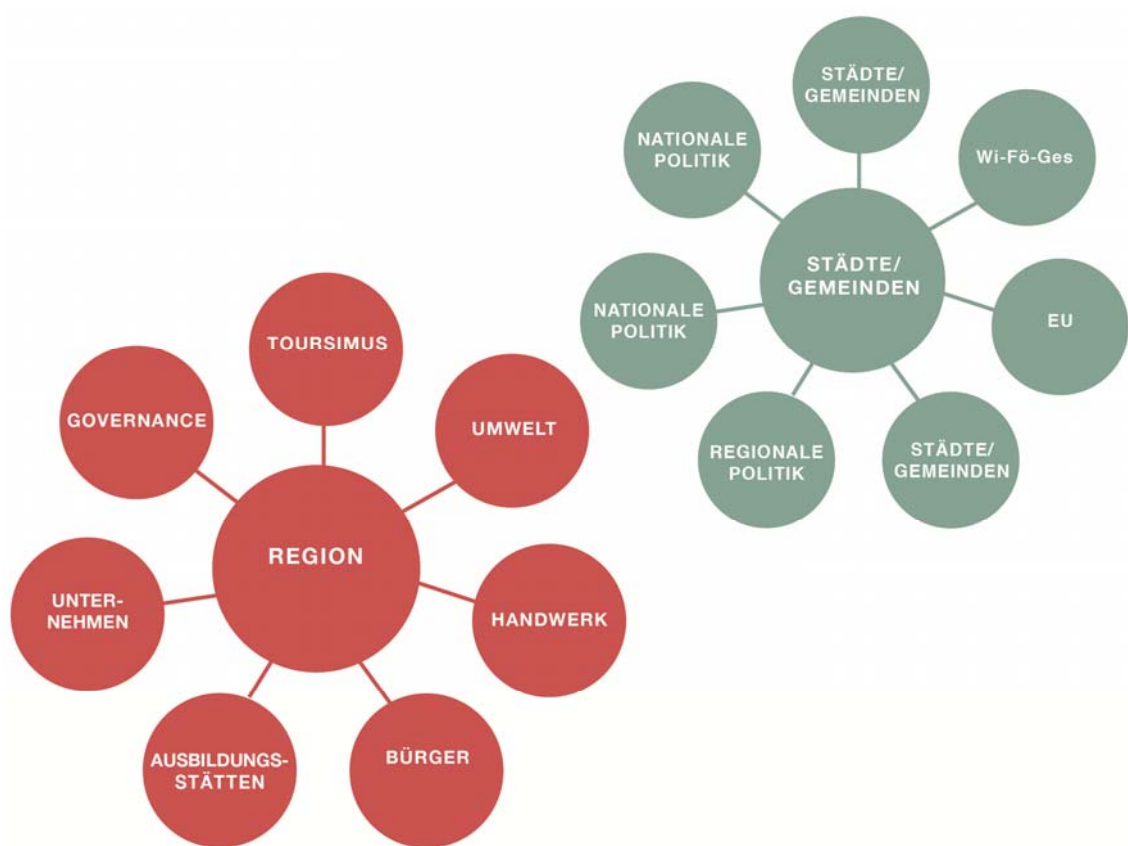 STÄDTE/
GEMEINDEN
NATIONALE
POLITIK
Wi-Fö-Ges
STÄDTE/
GEMEINDEN
NATIONALE
POLITIK
EU
REGIONALE
POLITIK
STÄDTE/
GEMEINDEN
TOURSIMUS
GOVERNANCE
UMWELT
REGION
UNTER-
NEHMEN
HANDWERK
AUSBILDUNGS-
STÄTTEN
BÜRGER